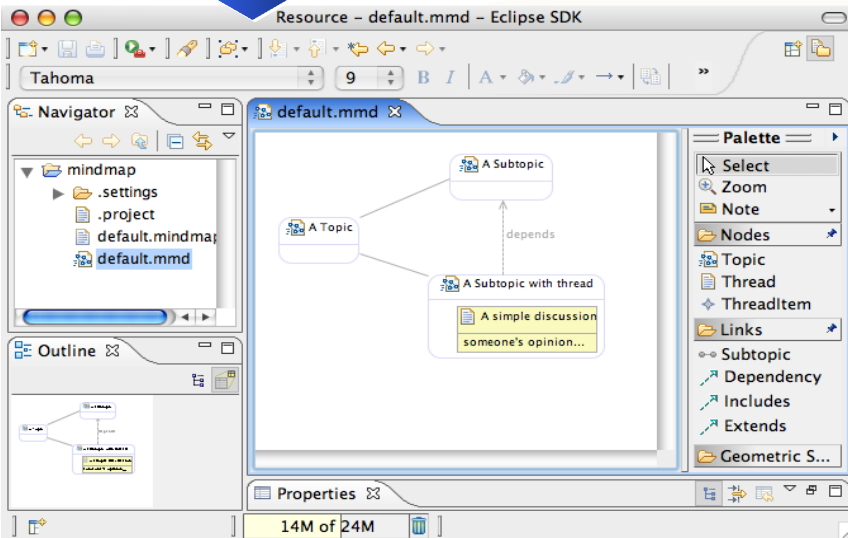 Resource – default.mmd – Eclipse SDK
Tahoma
9
B I
A
»
Navigator
mindmap
.settings
.project
default.mindmap
default.mmd
Outline
default.mmd
A Subtopic
A Topic
depends
A Subtopic with thread
A simple discussion
someone's opinion...
Palette
Select
Zoom
Note
Nodes
Topic
Thread
ThreadItem
Links
Subtopic
Dependency
Includes
Extends
Geometric S...
Properties
14M of 24M